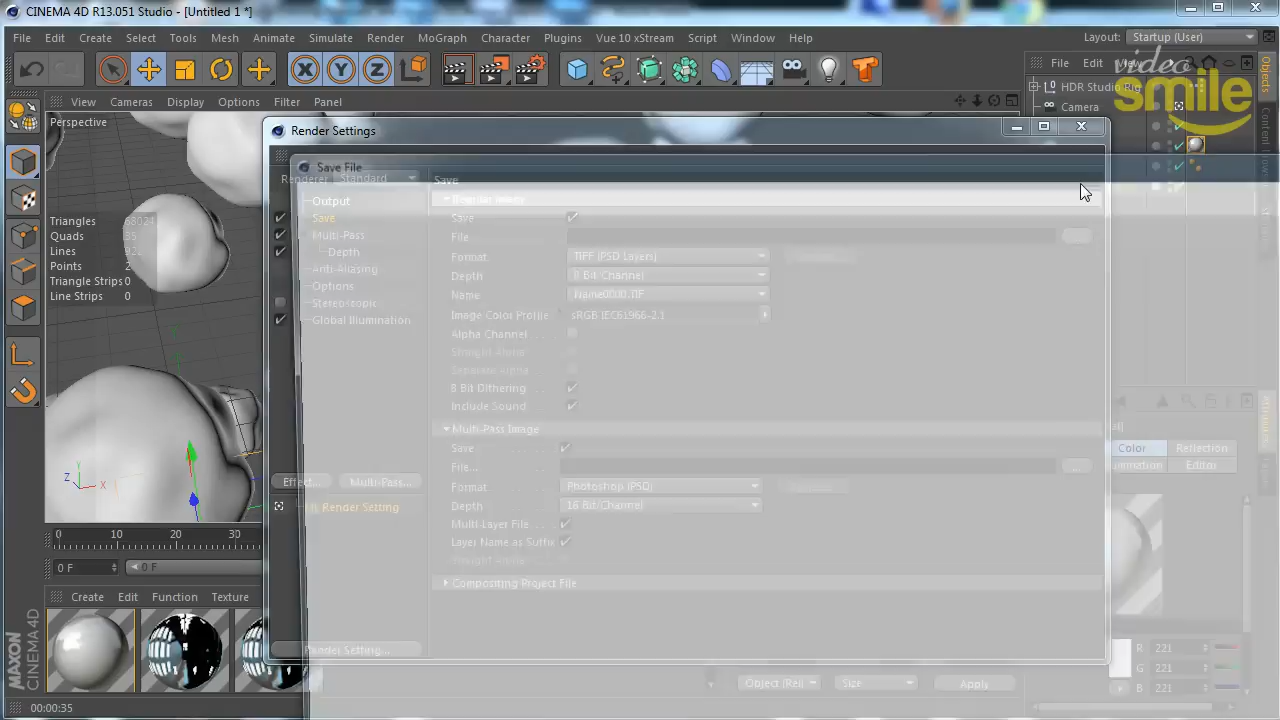 CINEMA 4D R13.051 Studio - [Untitled 1 *]
File Edit Create Select Tools Mesh Animate Simulate Render MoGraph Character Plugins Vue 10 xStream Script Window Help
Layout: Startup (User)
File Edit View
video
smile
HDR Studio Rig
Camera
Objects
View Cameras Display Options Filter Panel
Perspective
Render Settings
Save File
Renderer Standard
Save
Output
Save
Multi-Pass
Depth
Anti-Aliasing
Options
Stereoscopic
Global Illumination
Regular Image
Save
File
Format TIFF (PSD Layers)
Depth 8 Bit/Channel
Name Name0000.TIF
Image Color Profile sRGB IEC61966-2.1
Alpha Channel
Straight Alpha
Separate Alpha
8 Bit Dithering
Include Sound
Multi-Pass Image
Save
File... ...
Format Photoshop (PSD)
Depth 16 Bit/Channel
Multi-Layer File
Layer Name as Suffix
Straight Alpha
Compositing Project File
Effect... Multi-Pass...
Render Setting
Render Setting...
Triangles 68024
Quads
Lines
Points
Triangle Strips 0
Line Strips 0
Y
Z X
0 10 20 30
0 F 0 F
Create Edit Function Texture
MAXON
CINEMA 4D
00:00:35
Color Reflection
Editor
R 221
G 221
B 221
Size Apply